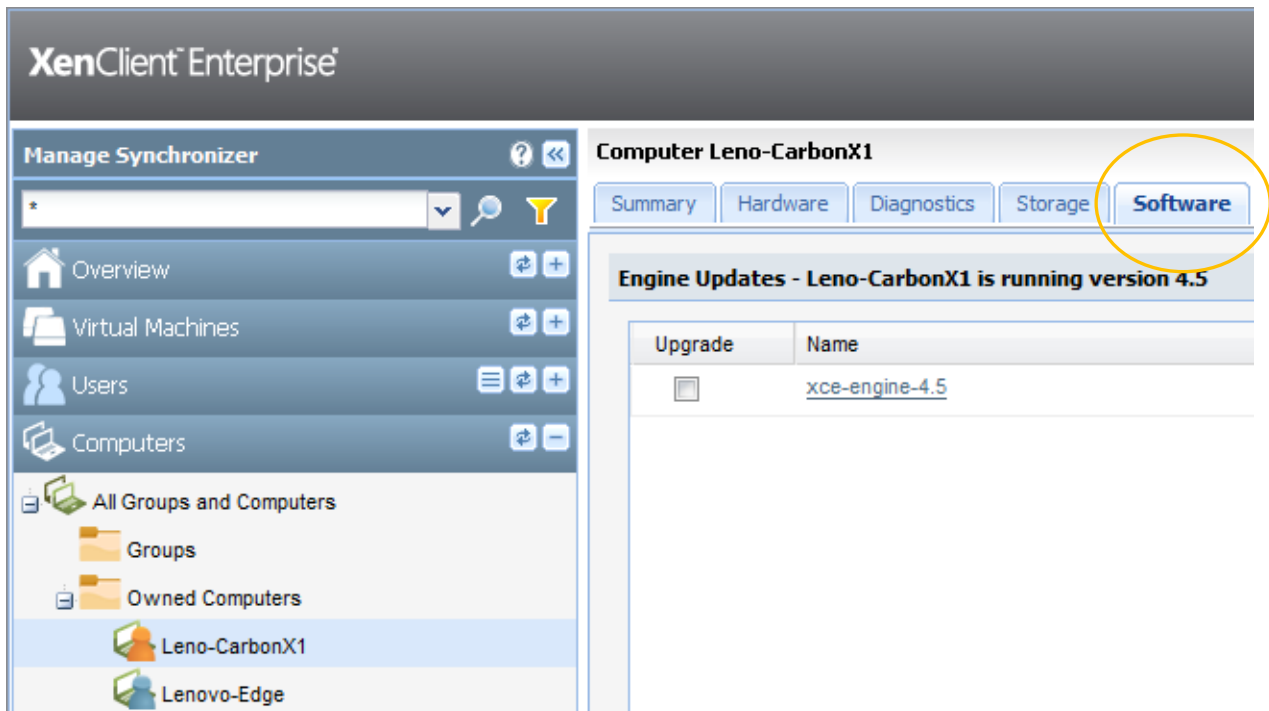 XenClient™ Enterprise
Manage Synchronizer
*
Overview
Virtual Machines
Users
Computers
All Groups and Computers
Groups
Owned Computers
Leno-CarbonX1
Lenovo-Edge
Computer Leno-CarbonX1
Summary Hardware Diagnostics Storage Software
Engine Updates - Leno-CarbonX1 is running version 4.5
Upgrade Name
xce-engine-4.5